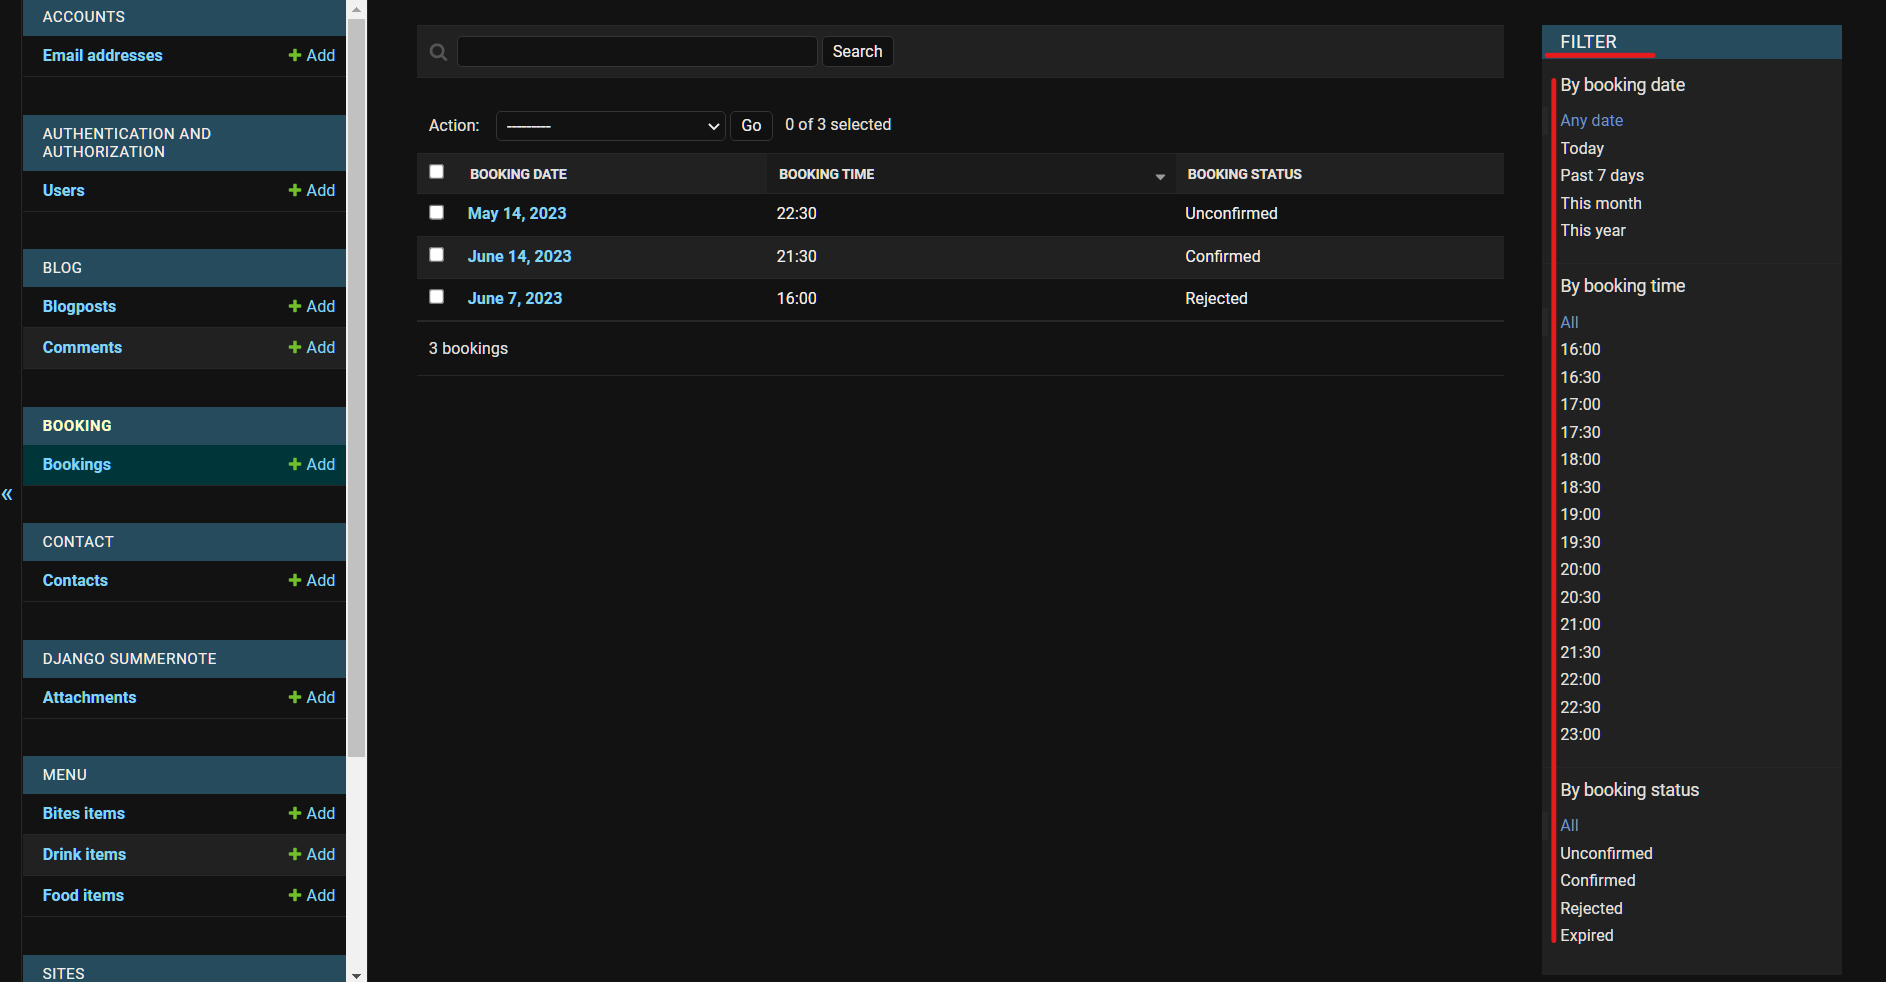 ACCOUNTS
Email addresses + Add
AUTHENTICATION AND
AUTHORIZATION
Users + Add
BLOG
Blogposts + Add
Comments + Add
BOOKING
Bookings + Add
CONTACT
Contacts + Add
DJANGO SUMMERNOTE
Attachments + Add
MENU
Bites items + Add
Drink items + Add
Food items + Add
SITES
«
Search
Action: --------- Go 0 of 3 selected
BOOKING DATE BOOKING TIME BOOKING STATUS
May 14, 2023 22:30 Unconfirmed
June 14, 2023 21:30 Confirmed
June 7, 2023 16:00 Rejected
3 bookings
FILTER
By booking date
Any date
Today
Past 7 days
This month
This year
By booking time
All
16:00
16:30
17:00
17:30
18:00
18:30
19:00
19:30
20:00
20:30
21:00
21:30
22:00
22:30
23:00
By booking status
All
Unconfirmed
Confirmed
Rejected
Expired